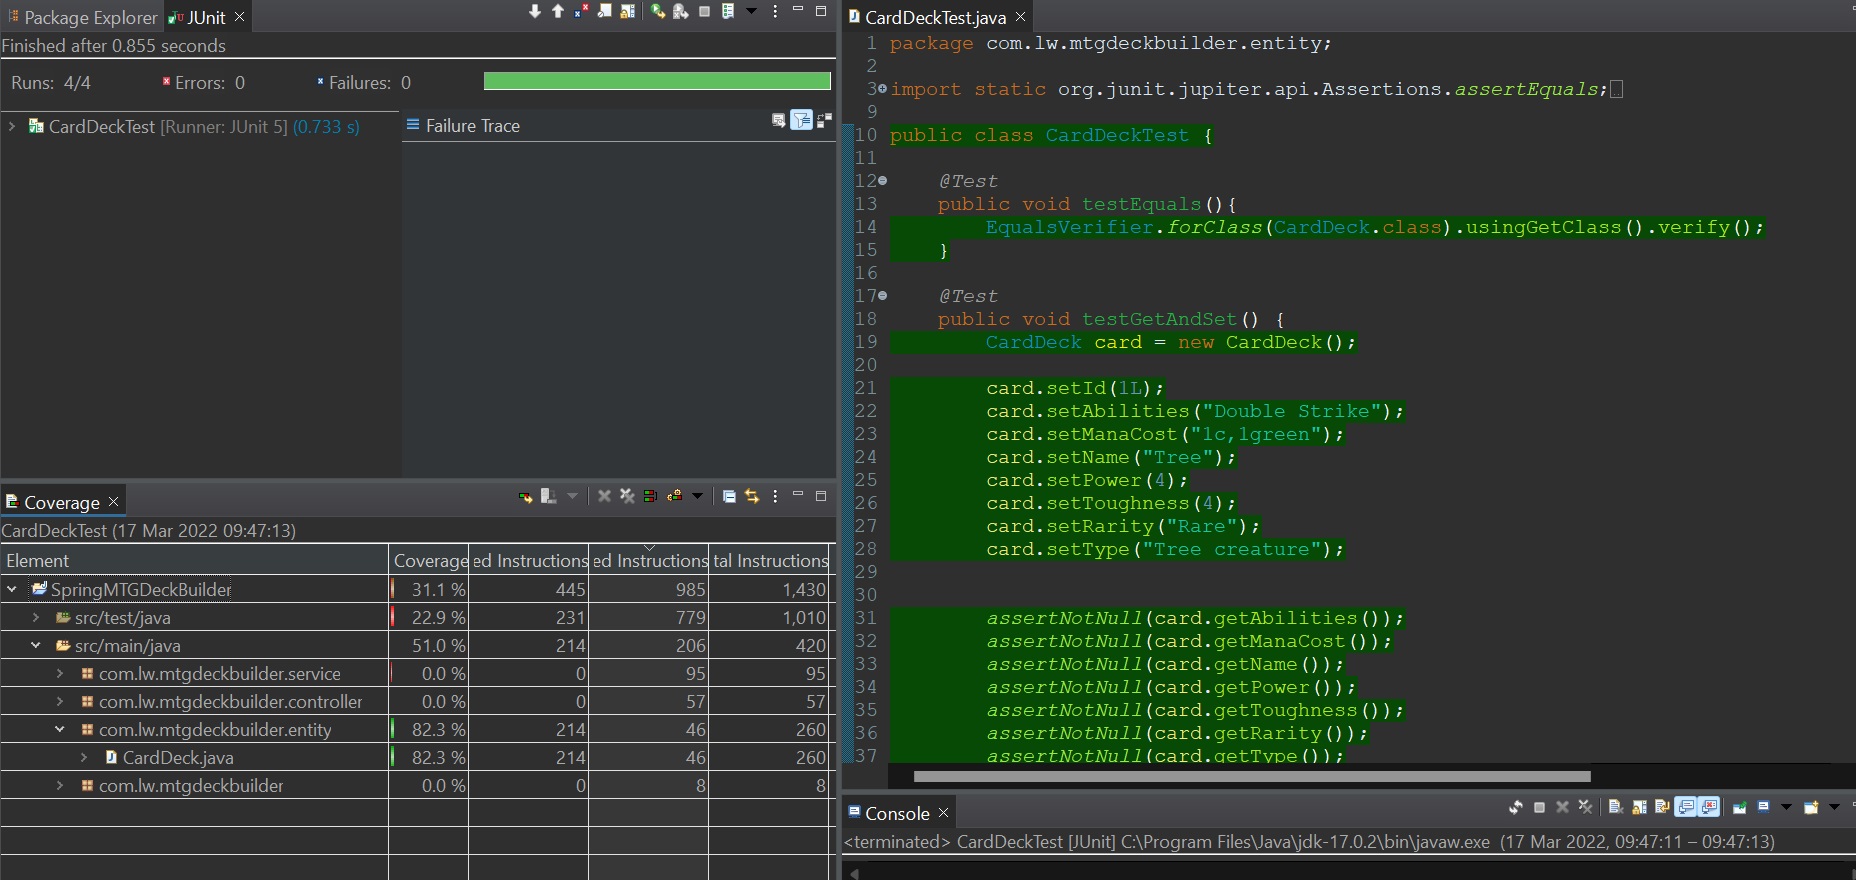 Package Explorer JUnit
Finished after 0.855 seconds
Runs: 4/4 Errors: 0 Failures: 0
CardDeckTest [Runner: JUnit 5] (0.733 s)
Failure Trace
Coverage
CardDeckTest (17 Mar 2022 09:47:13)
Element Coverage ed Instructions ed Instructions tal Instructions
SpringMTGDeckBuilder 31.1 % 445 985 1,430
src/test/java 22.9 % 231 779 1,010
src/main/java 51.0 % 214 206 420
com.lw.mtgdeckbuilder.service 0.0 % 0 95 95
com.lw.mtgdeckbuilder.controller 0.0 % 0 57 57
com.lw.mtgdeckbuilder.entity 82.3 % 214 46 260
CardDeck.java 82.3 % 214 46 260
com.lw.mtgdeckbuilder 0.0 % 0 8 8
CardDeckTest.java
1 package com.lw.mtgdeckbuilder.entity;
2
3 import static org.junit.jupiter.api.Assertions.assertEquals;
9
10 public class CardDeckTest {
11
12 @Test
13 public void testEquals(){
14 EqualsVerifier.forClass(CardDeck.class).usingGetClass().verify();
15 }
16
17 @Test
18 public void testGetAndSet() {
19 CardDeck card = new CardDeck();
20
21 card.setId(1L);
22 card.setAbilities("Double Strike");
23 card.setManaCost("1c,1green");
24 card.setName("Tree");
25 card.setPower(4);
26 card.setToughness(4);
27 card.setRarity("Rare");
28 card.setType("Tree creature");
29
30
31 assertNotNull(card.getAbilities());
32 assertNotNull(card.getManaCost());
33 assertNotNull(card.getName());
34 assertNotNull(card.getPower());
35 assertNotNull(card.getToughness());
36 assertNotNull(card.getRarity());
37 assertNotNull(card.getType());
Console
<terminated> CardDeckTest [JUnit] C:\Program Files\Java\jdk-17.0.2\bin\javaw.exe (17 Mar 2022, 09:47:11 – 09:47:13)